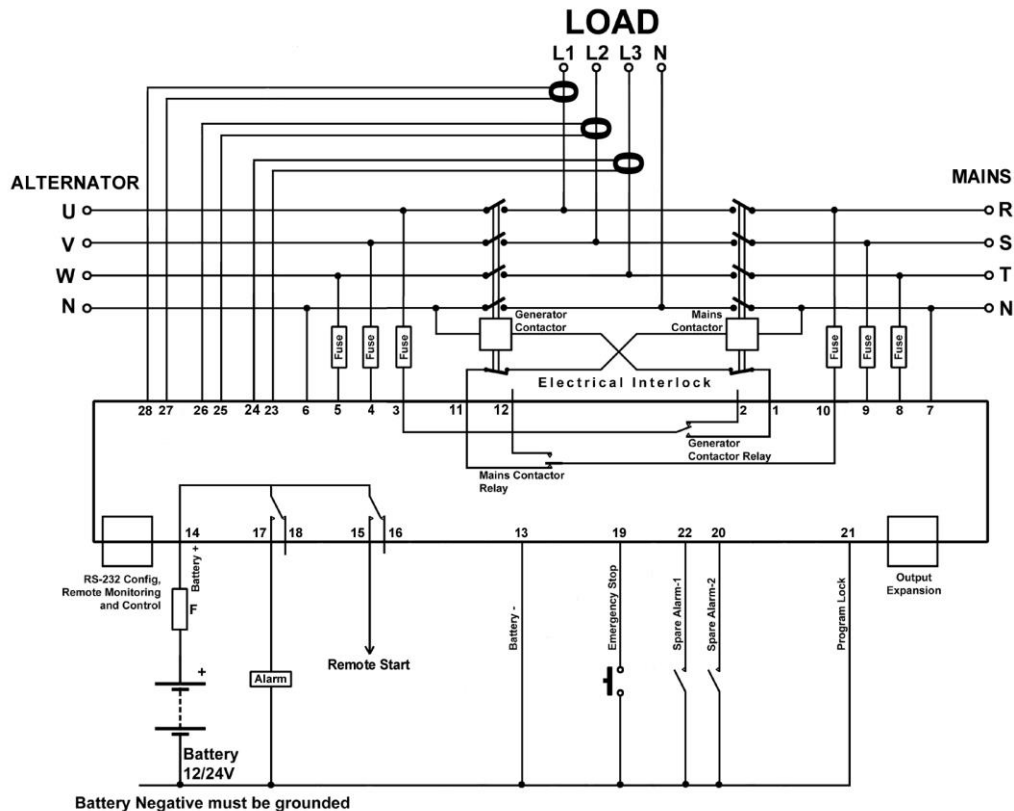 LOAD
L1 L2 L3 N
ALTERNATOR
MAINS
U
R
V
S
W
T
N
N
Generator
Contactor
Mains
Contactor
Fuse
Fuse
Fuse
Fuse
Fuse
Fuse
Electrical Interlock
28 27 26 25 24 23 6 5 4 3 11 12 2 1 10 9 8 7
Generator
Contactor Relay
Mains Contactor
Relay
14 17 18 15 16 13 19 22 20 21
RS-232 Config,
Remote Monitoring
and Control
Battery +
F
Battery -
Emergency Stop
Spare Alarm-1
Spare Alarm-2
Program Lock
Output
Expansion
Remote Start
+
Alarm
Battery
12/24V
Battery Negative must be grounded